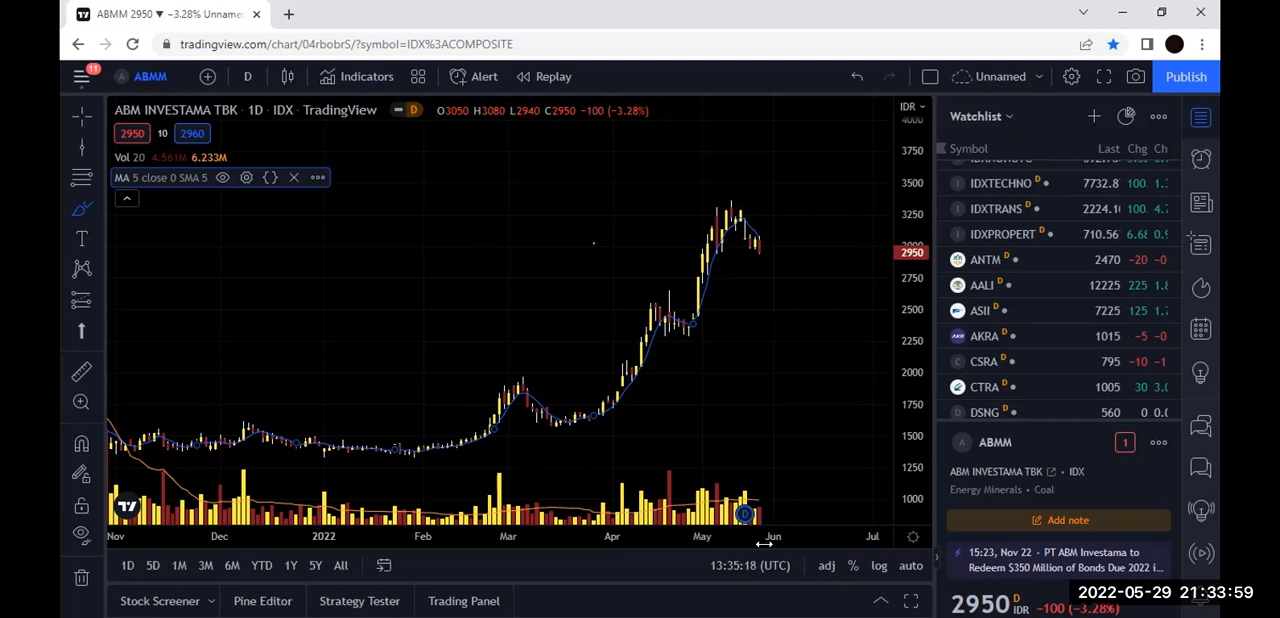 ABMM 2950 ▼ −3.28% Unname
tradingview.com/chart/04rbobrS/?symbol=IDX%3ACOMPOSITE
11
ABMM
D
Indicators
Alert
Replay
Unnamed
Publish
ABM INVESTAMA TBK · 1D · IDX · TradingView
D
O3050 H3080 L2940 C2950 −100 (−3.28%)
2950
10
2960
Vol 20 4.561M 6.233M
MA 5 close 0 SMA 5
IDR
4000
3750
3500
3250
3000
2950
2750
2500
2250
2000
1750
1500
1250
1000
D
Nov
Dec
2022
Feb
Mar
Apr
May
Jun
Jul
1D 5D 1M 3M 6M YTD 1Y 5Y All
13:35:18 (UTC)
adj % log auto
Stock Screener
Pine Editor
Strategy Tester
Trading Panel
Watchlist
Symbol Last Chg Ch
IDXTECHNO D 7732.8 100. 1.
IDXTRANS D 2224.1 100. 4.
IDXPROPERT D 710.56 6.68 0.9
ANTM D 2470 −20 −0
AALI D 12225 225 1.8
ASII D 7225 125 1.
AKRA D 1015 −5 −0
CSRA D 795 −10 −1
CTRA D 1005 30 3.0
DSNG D 560 0 0.
A ABMM
1
ABM INVESTAMA TBK • IDX
Energy Minerals • Coal
Add note
15:23, Nov 22 • PT ABM Investama to
Redeem $350 Million of Bonds Due 2022 i...
2022-05-29 21:33:59
2950 D IDR −100 (−3.28%)